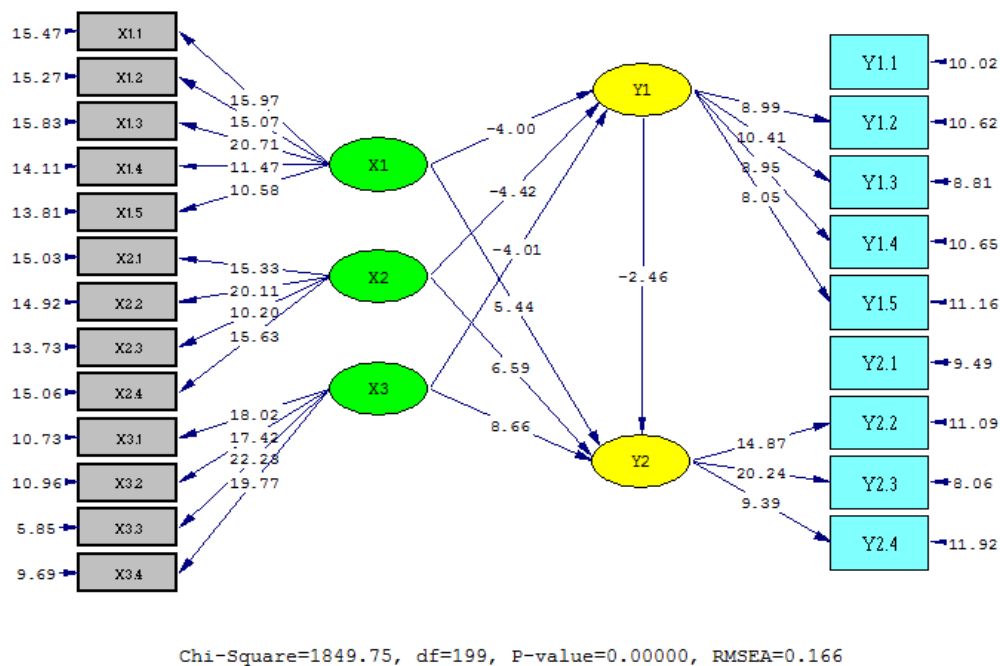 15.47 X1.1
15.27 X1.2
15.83 X1.3
14.11 X1.4
13.81 X1.5
15.03 X2.1
14.92 X2.2
13.73 X2.3
15.06 X2.4
10.73 X3.1
10.96 X3.2
5.85 X3.3
9.69 X3.4
15.97
15.07
20.71
11.47
10.58
15.33
20.11
10.20
15.63
18.02
17.42
22.28
19.77
X1
X2
X3
-4.00
-4.42
-4.01
5.44
6.59
8.66
Y1
-2.46
Y2
8.99
10.41
8.95
8.05
14.87
20.24
9.39
Y1.1 10.02
Y1.2 10.62
Y1.3 8.81
Y1.4 10.65
Y1.5 11.16
Y2.1 9.49
Y2.2 11.09
Y2.3 8.06
Y2.4 11.92
Chi-Square=1849.75, df=199, P-value=0.00000, RMSEA=0.166